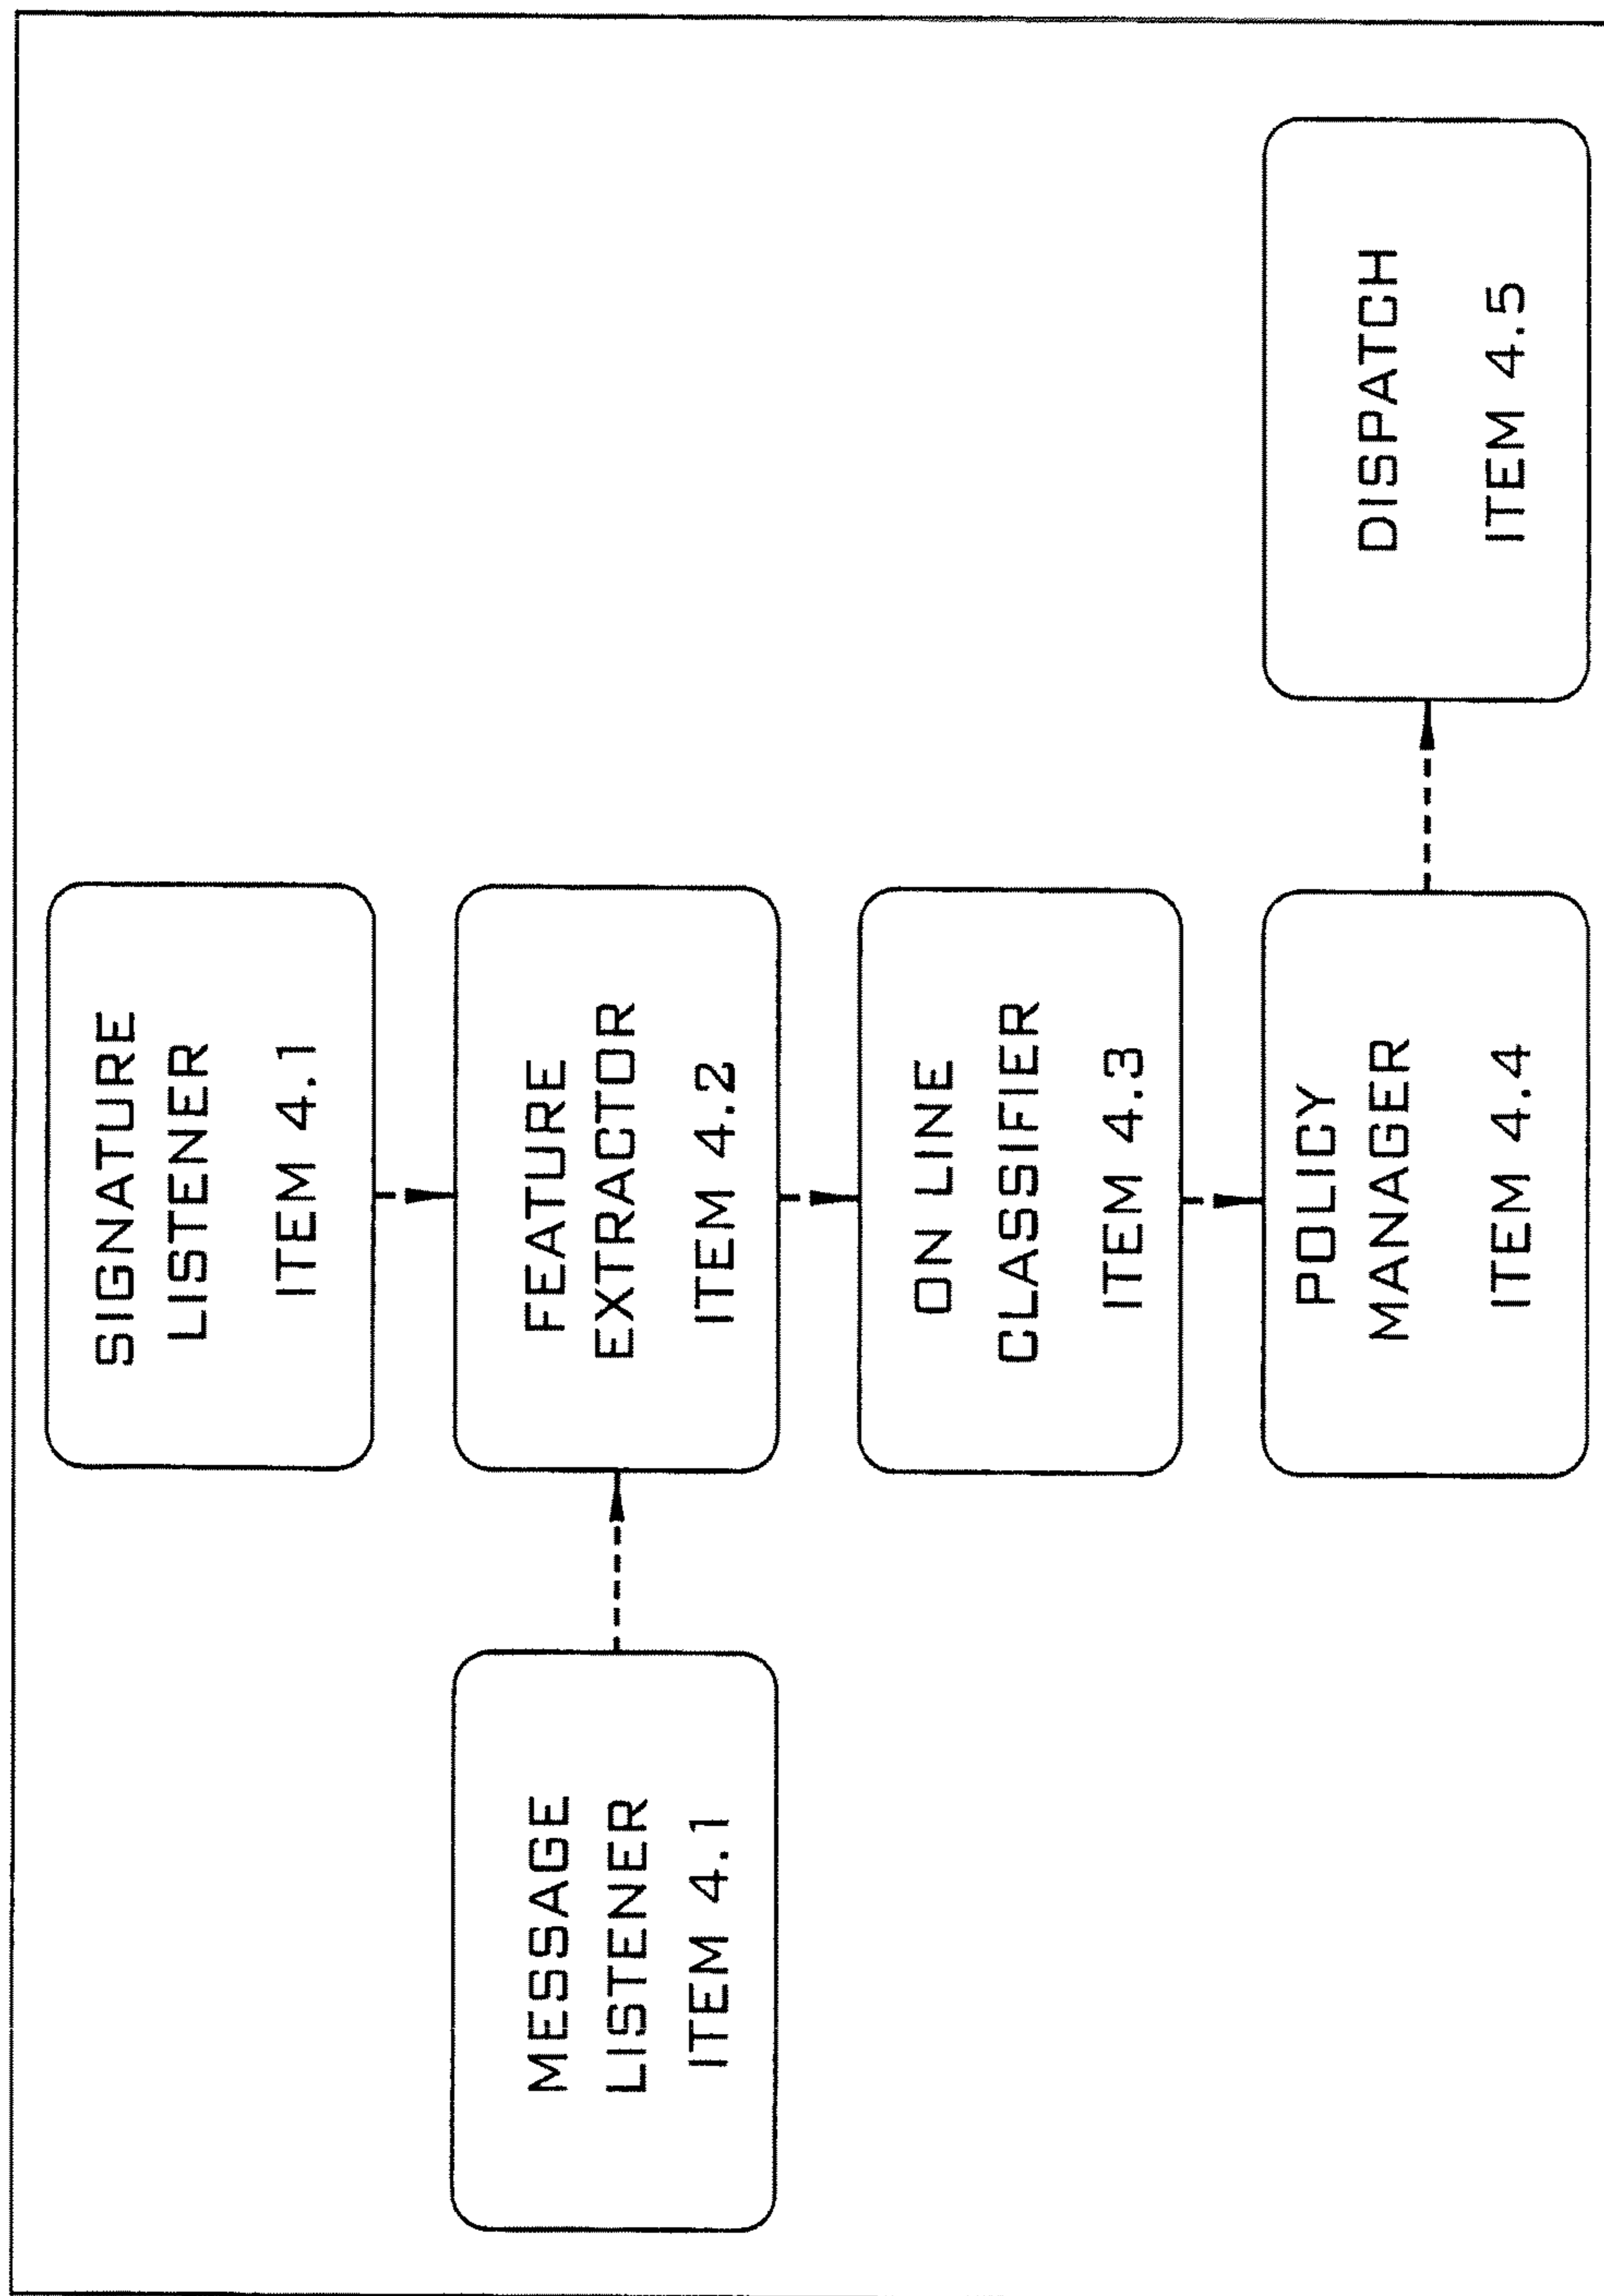 SIGNATURE
LISTENER
ITEM 4.1
MESSAGE
LISTENER
ITEM 4.1
FEATURE
EXTRACTOR
ITEM 4.2
ON LINE
CLASSIFIER
ITEM 4.3
POLICY
MANAGER
ITEM 4.4
DISPATCH
ITEM 4.5